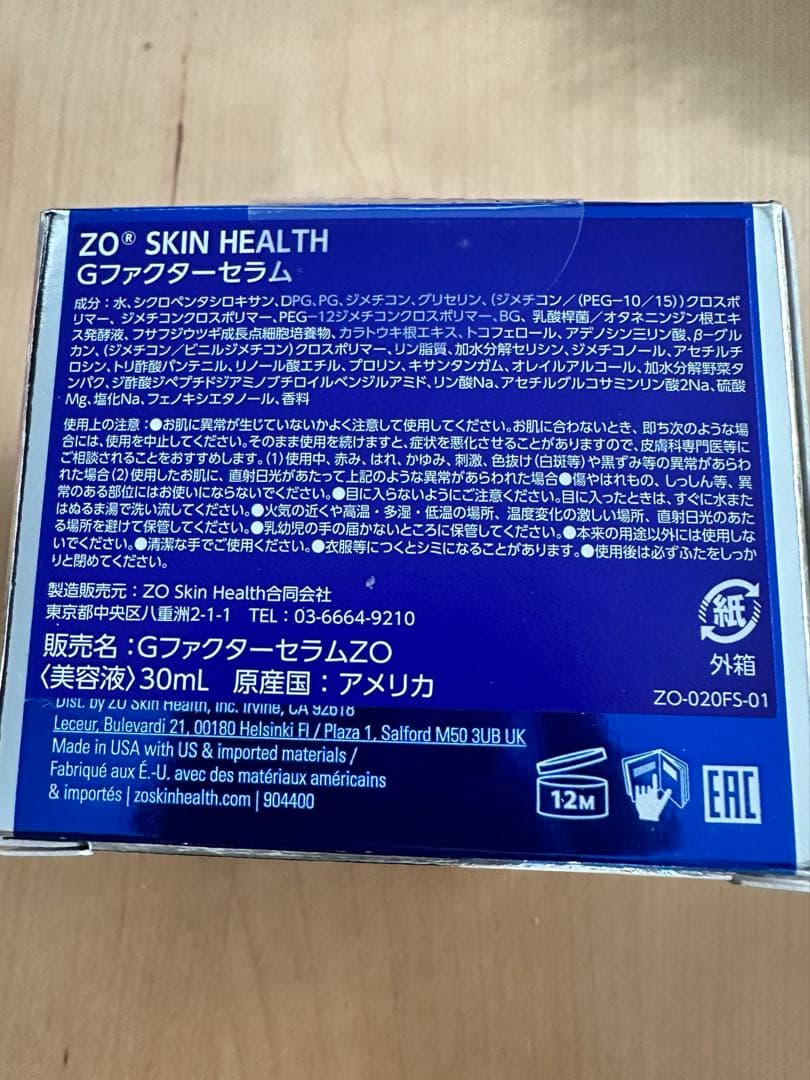 ZO® SKIN HEALTH
Gファクターセラム
成分：水、シクロペンタシロキサン、DPG、PG、ジメチコン、グリセリン、（ジメチコン／（PEG−10／15））クロスポ
リマー、ジメチコンクロスポリマー、PEG−12ジメチコンクロスポリマー、BG、乳酸桿菌／オタネニンジン根エキ
ス発酵液、フサフジウツギ成長点細胞培養物、カラトウキ根エキス、トコフェロール、アデノシン三リン酸、β−グル
カン、（ジメチコン／ビニルジメチコン）クロスポリマー、リン脂質、加水分解セリシン、ジメチコノール、アセチルチ
ロシン、トリ酢酸パンテニル、リノール酸エチル、プロリン、キサンタンガム、オレイルアルコール、加水分解野菜タ
ンパク、ジ酢酸ジペプチドジアミノブチロイルベンジルアミド、リン酸Na、アセチルグルコサミンリン酸2Na、硫酸
Mg、塩化Na、フェノキシエタノール、香料
使用上の注意：●お肌に異常が生じていないかよく注意して使用してください。お肌に合わないとき、即ち次のような場
合には、使用を中止してください。そのまま使用を続けますと、症状を悪化させることがありますので、皮膚科専門医等に
ご相談されることをおすすめします。（1）使用中、赤み、はれ、かゆみ、刺激、色抜け（白斑等）や黒ずみ等の異常があらわ
れた場合（2）使用したお肌に、直射日光があたって上記のような異常があらわれた場合●傷やはれもの、しっしん等、異
常のある部位にはお使いにならないでください。●目に入らないようにご注意ください。目に入ったときは、すぐに水また
はぬるま湯で洗い流してください。●火気の近くや高温・多湿・低温の場所、温度変化の激しい場所、直射日光のあた
る場所を避けて保管してください。●乳幼児の手の届かないところに保管してください。●本来の用途以外には使用しな
いでください。●清潔な手でご使用ください。●衣服等につくとシミになることがあります。●使用後は必ずふたをしっか
りと閉めてください。
製造販売元：ZO Skin Health合同会社
東京都中央区八重洲2-1-1 TEL：03-6664-9210
販売名：GファクターセラムZO
〈美容液〉30mL 原産国：アメリカ
紙
外箱
ZO-020FS-01
Dist. by ZO Skin Health, Inc. Irvine, CA 92618
Leceur, Bulevardi 21, 00180 Helsinki FI / Plaza 1, Salford M50 3UB UK
Made in USA with US & imported materials /
Fabriqué aux É.-U. avec des matériaux américains
& importés | zoskinhealth.com | 904400
12M
EAC